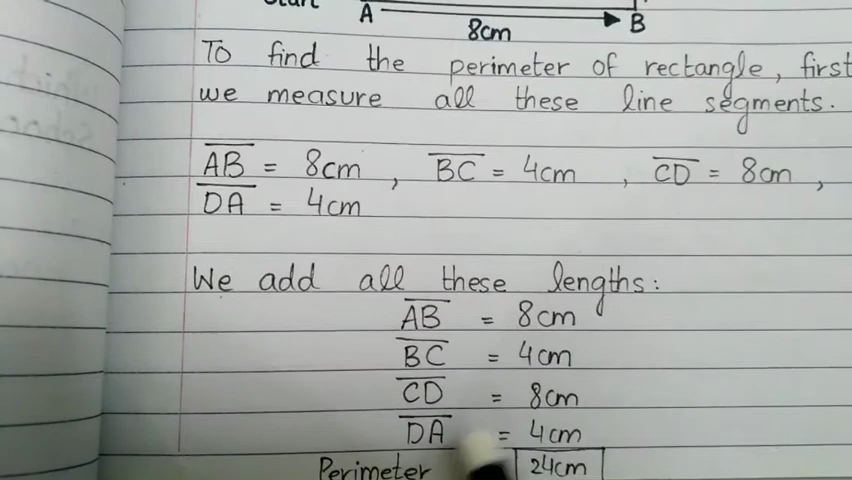 Start
A
8cm
B
To find the perimeter of rectangle, first
we measure all these line segments.
AB = 8cm , BC = 4cm , CD = 8cm ,
DA = 4cm
We add all these lengths:
AB = 8cm
BC = 4cm
CD = 8cm
DA = 4cm
Perimeter 24cm